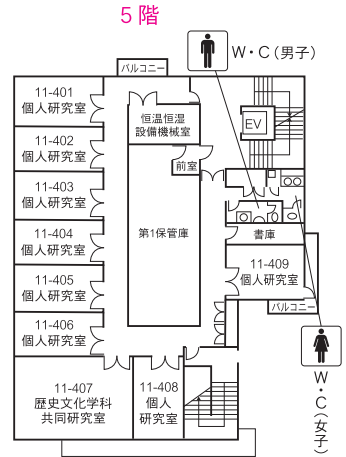 5階
バルコニー
W・C(男子)
11-401
個人研究室
恒温恒湿
設備機械室
EV
11-402
個人研究室
前室
11-403
個人研究室
第1保管庫
書庫
11-404
個人研究室
11-409
個人研究室
11-405
個人研究室
バルコニー
11-406
個人研究室
W・C(女子)
11-407
歴史文化学科
共同研究室
11-408
個人
研究室